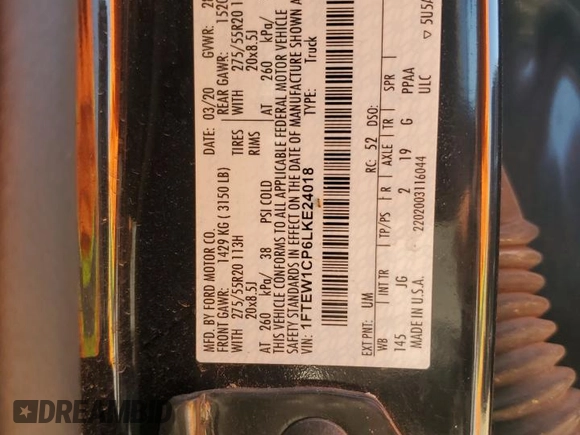 MFD. BY FORD MOTOR CO.
03/20 GVWR:
FRONT GAWR: 1429 KG ( 3150 LB)
REAR GAWR:
WITH 275/55R20 113H TIRES
WITH 275/55R20
20x8.5J RIMS
20x8.5J
AT 260 kPa/ 38 PSI COLD
AT 260 kPa/
THIS VEHICLE CONFORMS TO ALL APPLICABLE FEDERAL MOTOR VEHICLE
SAFETY STANDARDS IN EFFECT ON THE DATE OF MANUFACTURE SHOWN
1FTEW1CP6LKE24018
TYPE: Truck
EXT PNT: UM RC: 52 DSO:
WB INT TR TP/PS R AXLE TR SPR
145 JG 2 19 G PPAA
ULC
MADE IN U.S.A. 2202003116044
5U5A
DREAMBID